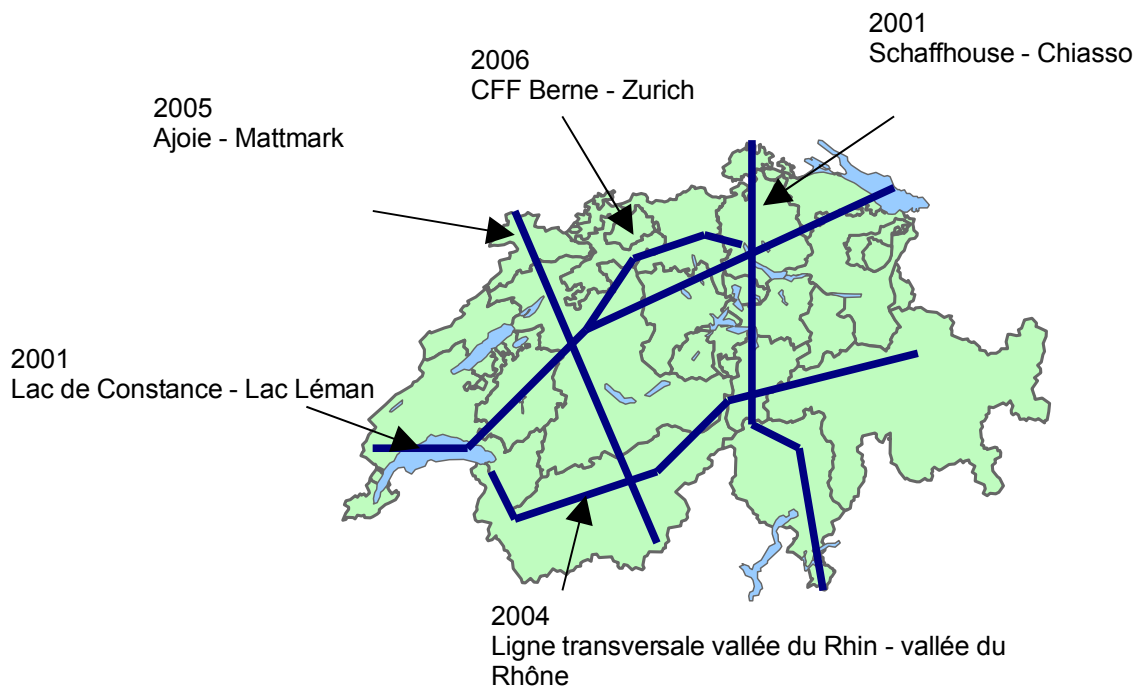 2001
Schaffhouse - Chiasso
2006
CFF Berne - Zurich
2005
Ajoie - Mattmark
2001
Lac de Constance - Lac Léman
2004
Ligne transversale vallée du Rhin - vallée du
Rhône